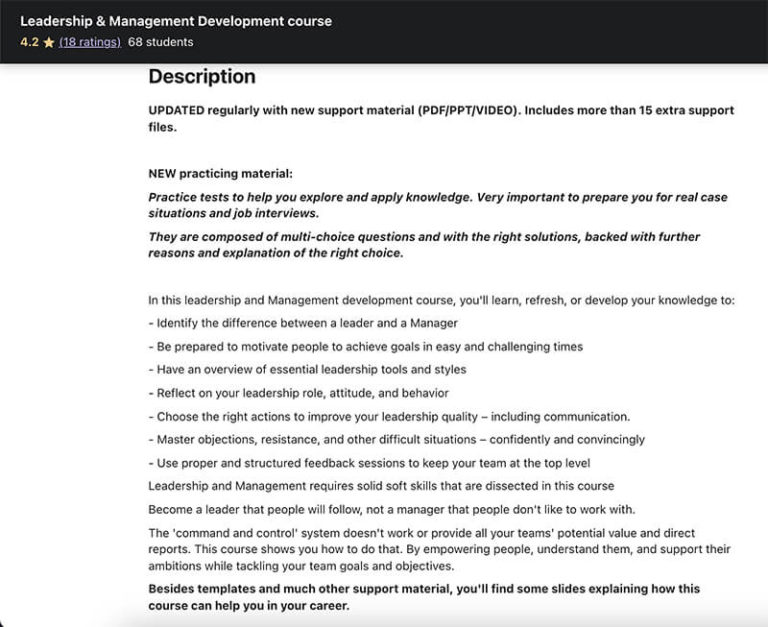 Leadership & Management Development course
4.2 ★ (18 ratings) 68 students
Description
UPDATED regularly with new support material (PDF/PPT/VIDEO). Includes more than 15 extra support
files.
NEW practicing material:
Practice tests to help you explore and apply knowledge. Very important to prepare you for real case
situations and job interviews.
They are composed of multi-choice questions and with the right solutions, backed with further
reasons and explanation of the right choice.
In this leadership and Management development course, you'll learn, refresh, or develop your knowledge to:
- Identify the difference between a leader and a Manager
- Be prepared to motivate people to achieve goals in easy and challenging times
- Have an overview of essential leadership tools and styles
- Reflect on your leadership role, attitude, and behavior
- Choose the right actions to improve your leadership quality – including communication.
- Master objections, resistance, and other difficult situations – confidently and convincingly
- Use proper and structured feedback sessions to keep your team at the top level
Leadership and Management requires solid soft skills that are dissected in this course
Become a leader that people will follow, not a manager that people don't like to work with.
The 'command and control' system doesn't work or provide all your teams' potential value and direct
reports. This course shows you how to do that. By empowering people, understand them, and support their
ambitions while tackling your team goals and objectives.
Besides templates and much other support material, you'll find some slides explaining how this
course can help you in your career.